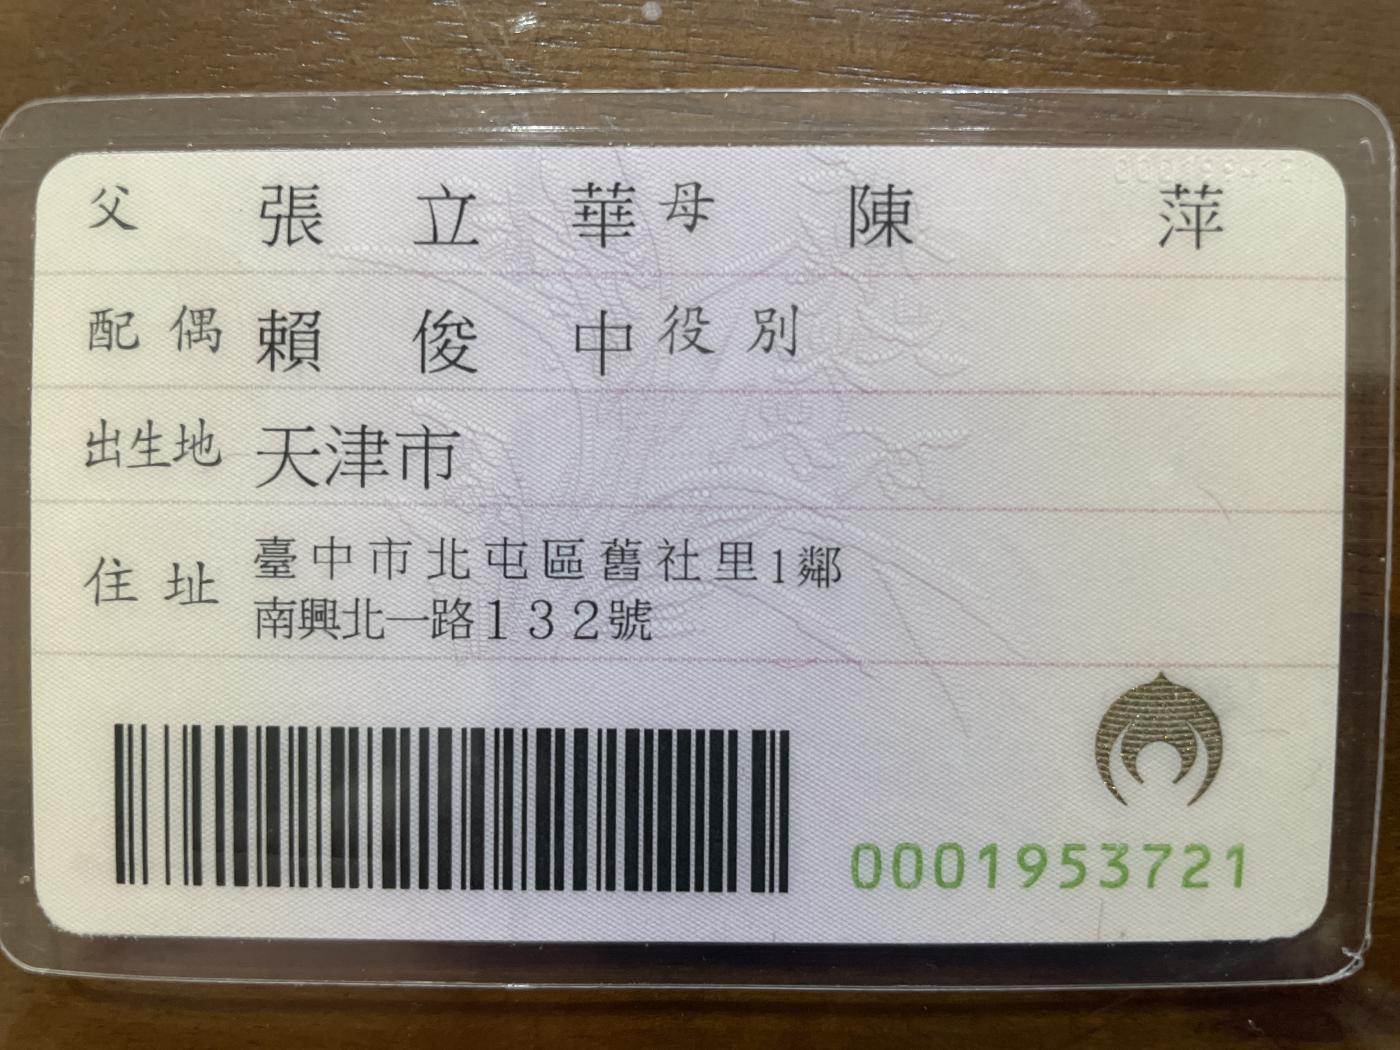 父 張立華 母 陳萍
配偶 賴俊中 役別
出生地 天津市
住址 臺中市北屯區舊社里1鄰
南興北一路132號
0001953721